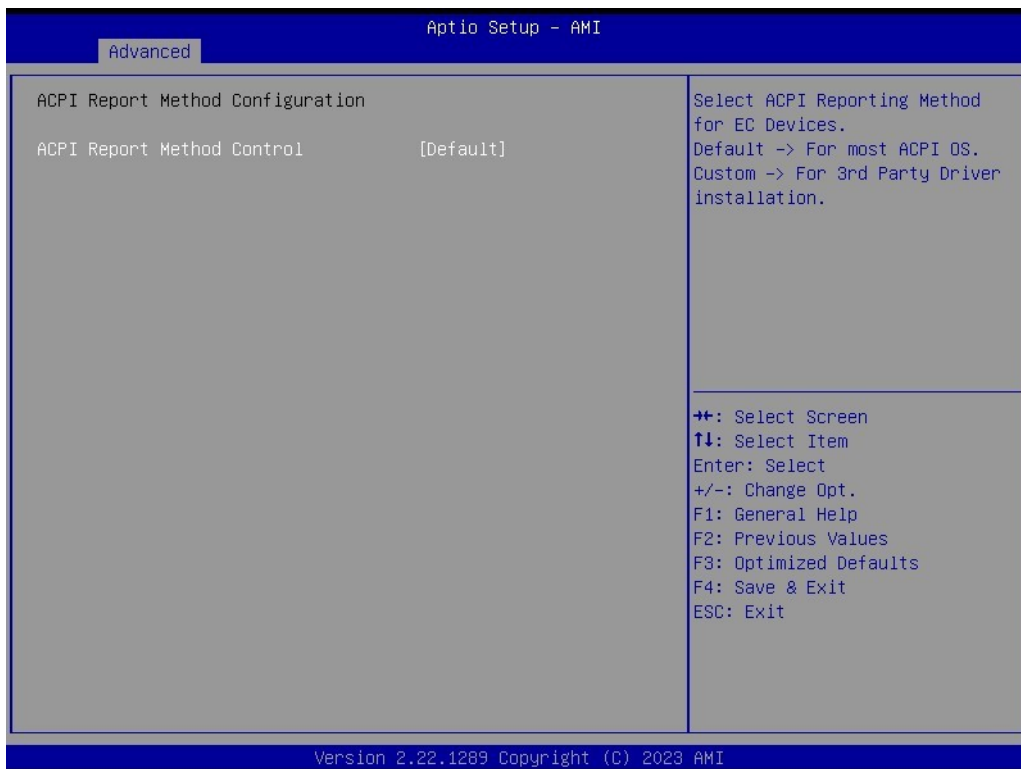 Aptio Setup - AMI
Advanced
ACPI Report Method Configuration
ACPI Report Method Control [Default]
Select ACPI Reporting Method
for EC Devices.
Default -> For most ACPI OS.
Custom -> For 3rd Party Driver
installation.
→←: Select Screen
↑↓: Select Item
Enter: Select
+/-: Change Opt.
F1: General Help
F2: Previous Values
F3: Optimized Defaults
F4: Save & Exit
ESC: Exit
Version 2.22.1289 Copyright (C) 2023 AMI